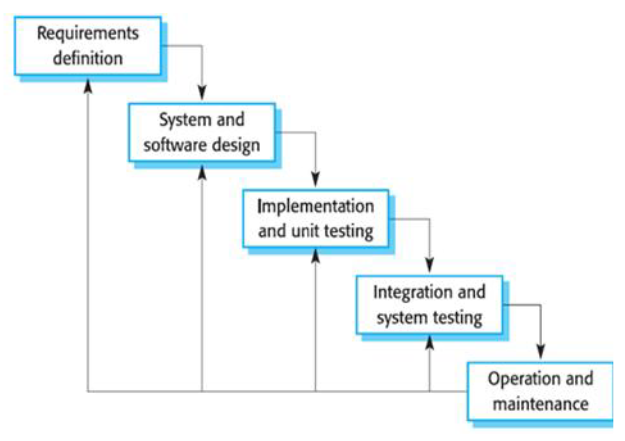 Requirements
definition
System and
software design
Implementation
and unit testing
Integration and
system testing
Operation and
maintenance